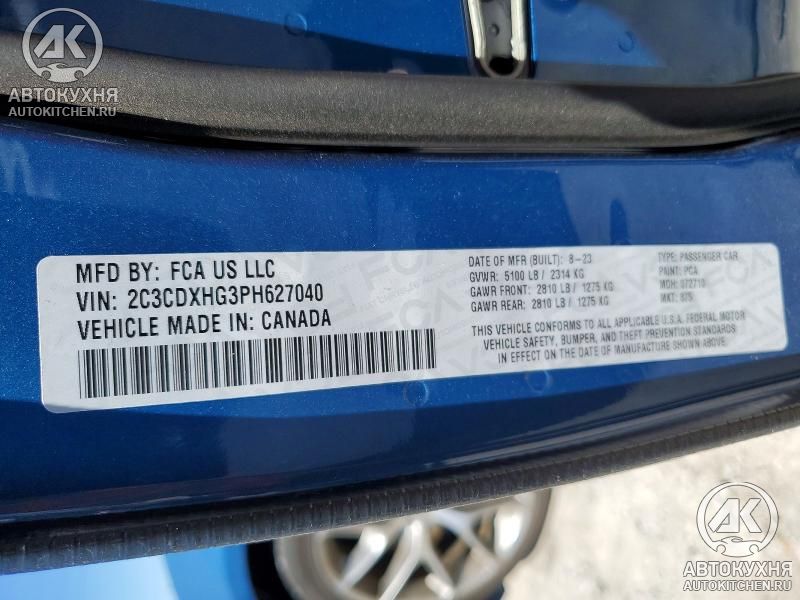 АК
АВТОКУХНЯ
AUTOKITCHEN.RU
MFD BY: FCA US LLC
VIN: 2C3CDXHG3PH627040
VEHICLE MADE IN: CANADA
DATE OF MFR (BUILT): 8-23
GVWR: 5100 LB / 2314 KG
GAWR FRONT: 2810 LB / 1275 KG
GAWR REAR: 2810 LB / 1275 KG
TYPE: PASSENGER CAR
PAINT: PCA
MDH: 072710
MKT: 875
THIS VEHICLE CONFORMS TO ALL APPLICABLE U.S.A. FEDERAL MOTOR
VEHICLE SAFETY, BUMPER, AND THEFT PREVENTION STANDARDS
IN EFFECT ON THE DATE OF MANUFACTURE SHOWN ABOVE.
АК
АВТОКУХНЯ
AUTOKITCHEN.RU